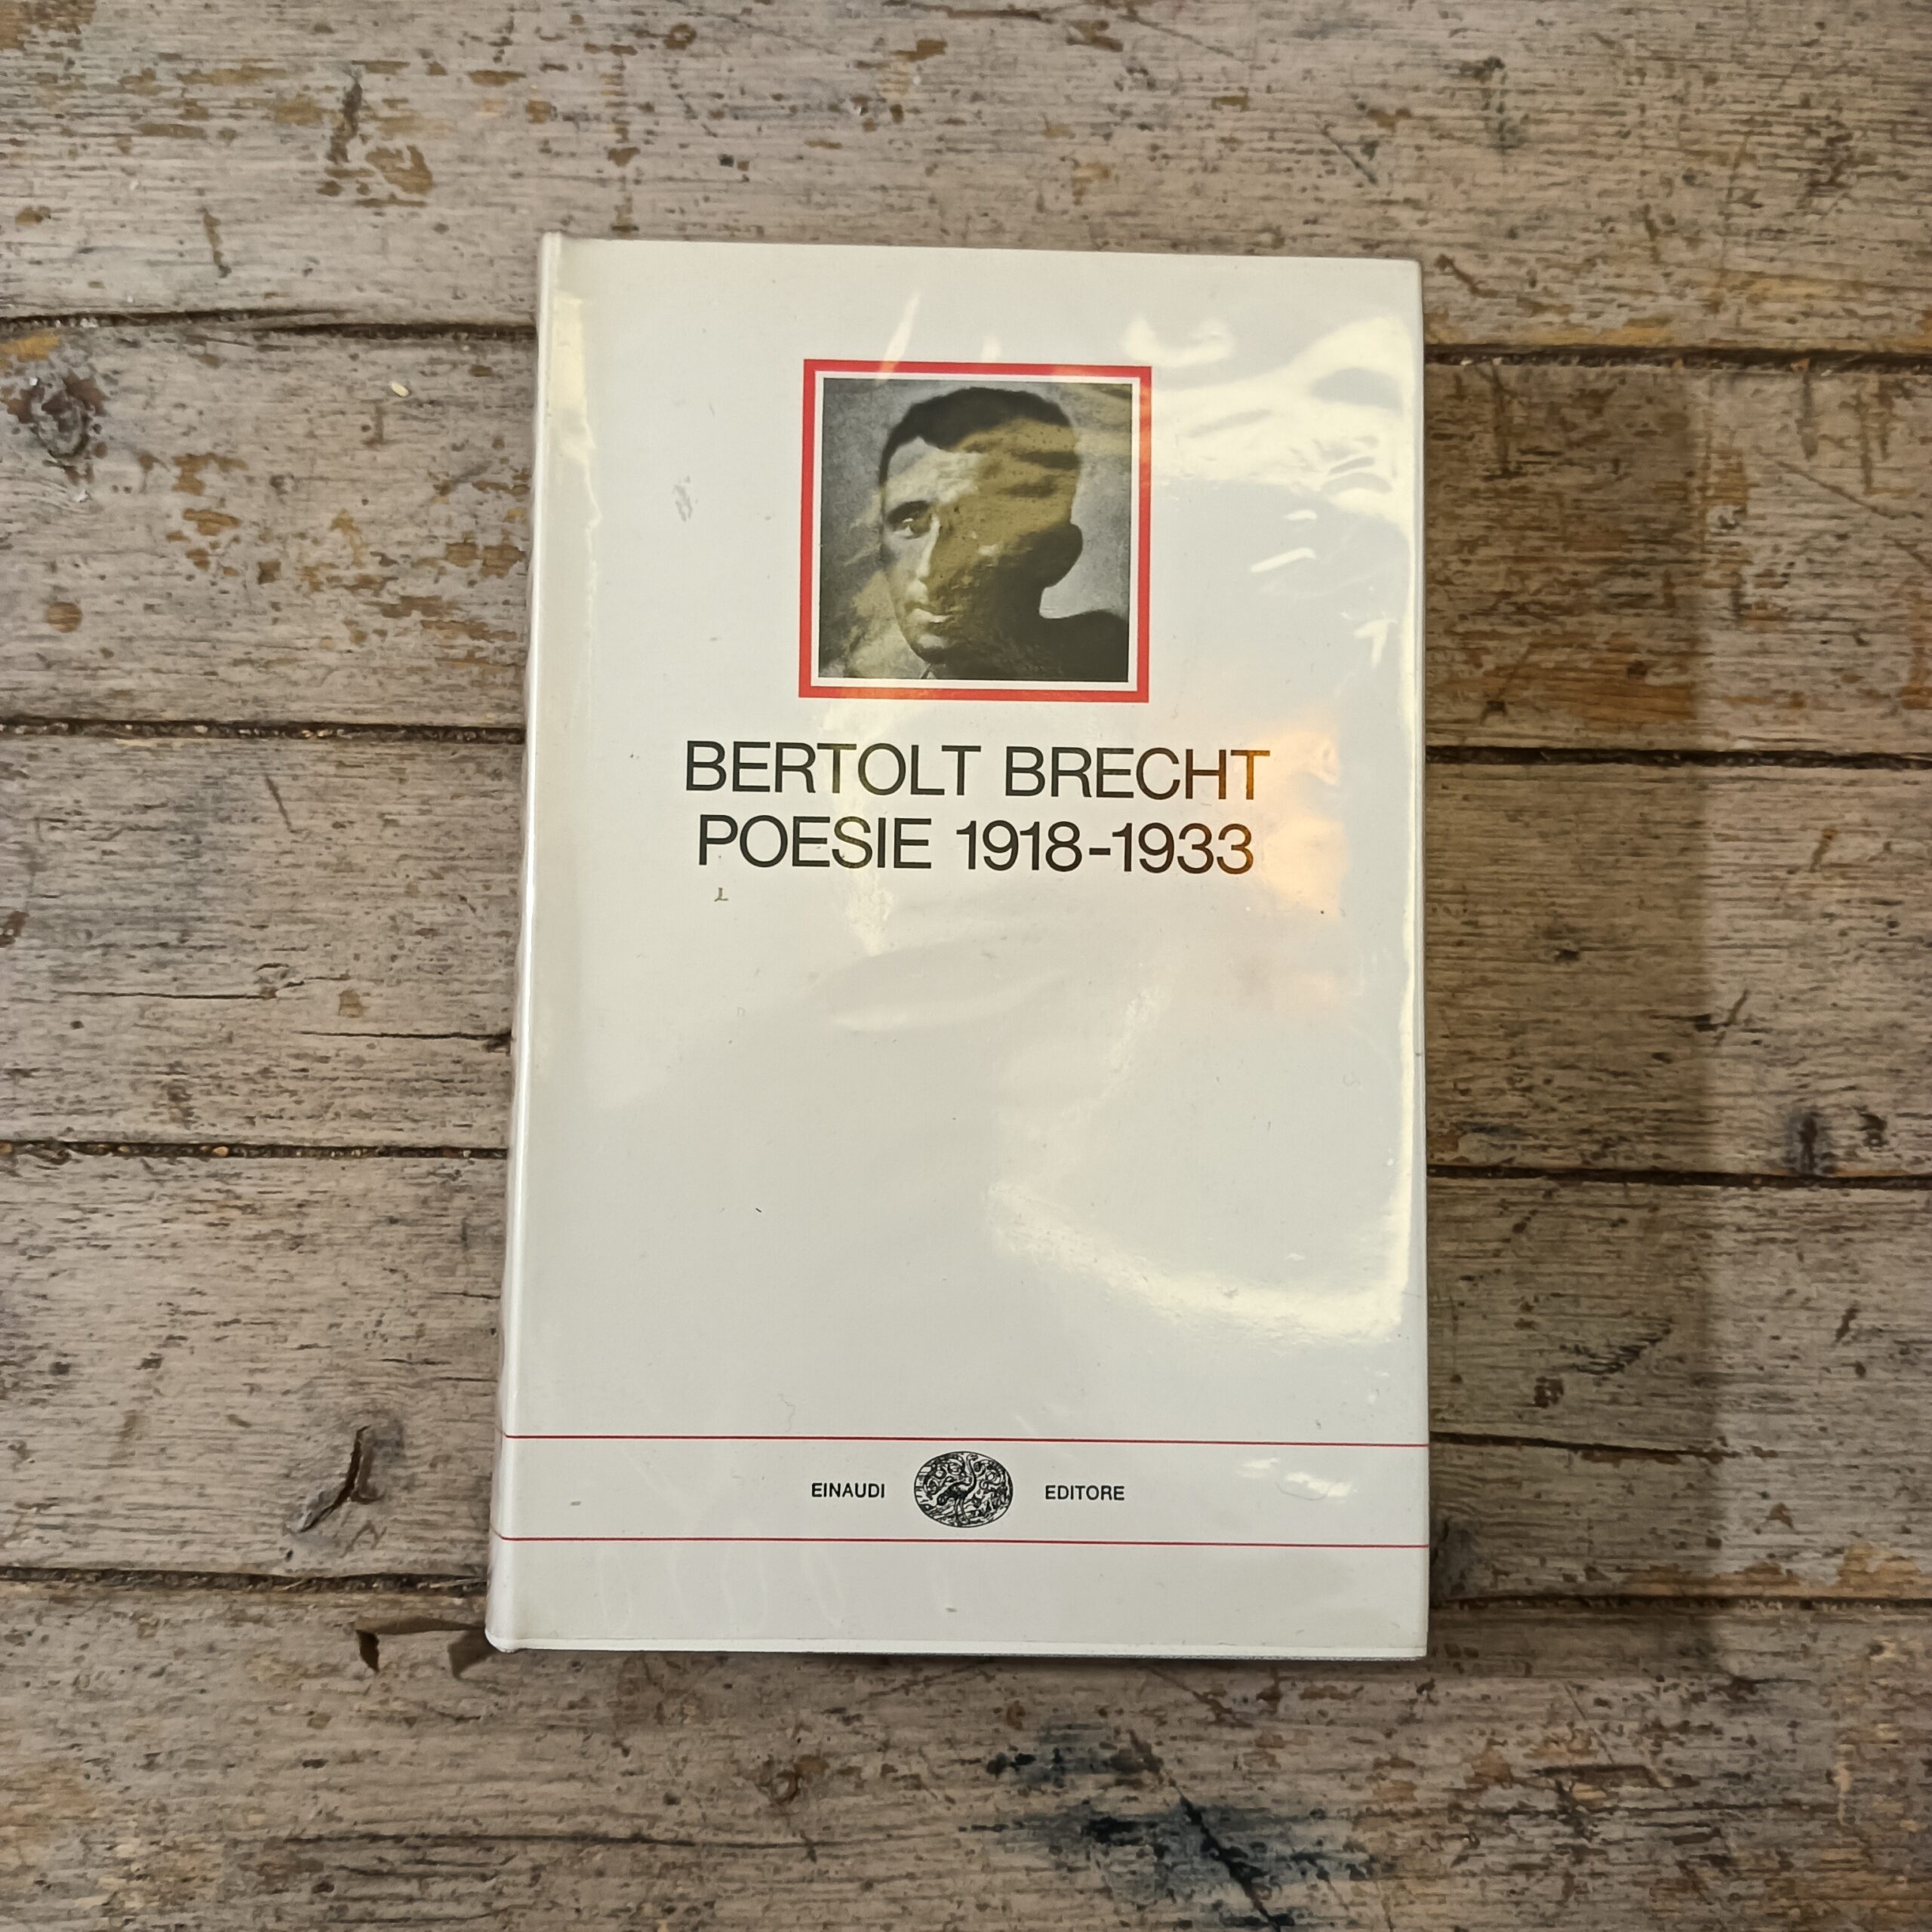 BERTOLT BRECHT
POESIE 1918-1933
EINAUDI EDITORE